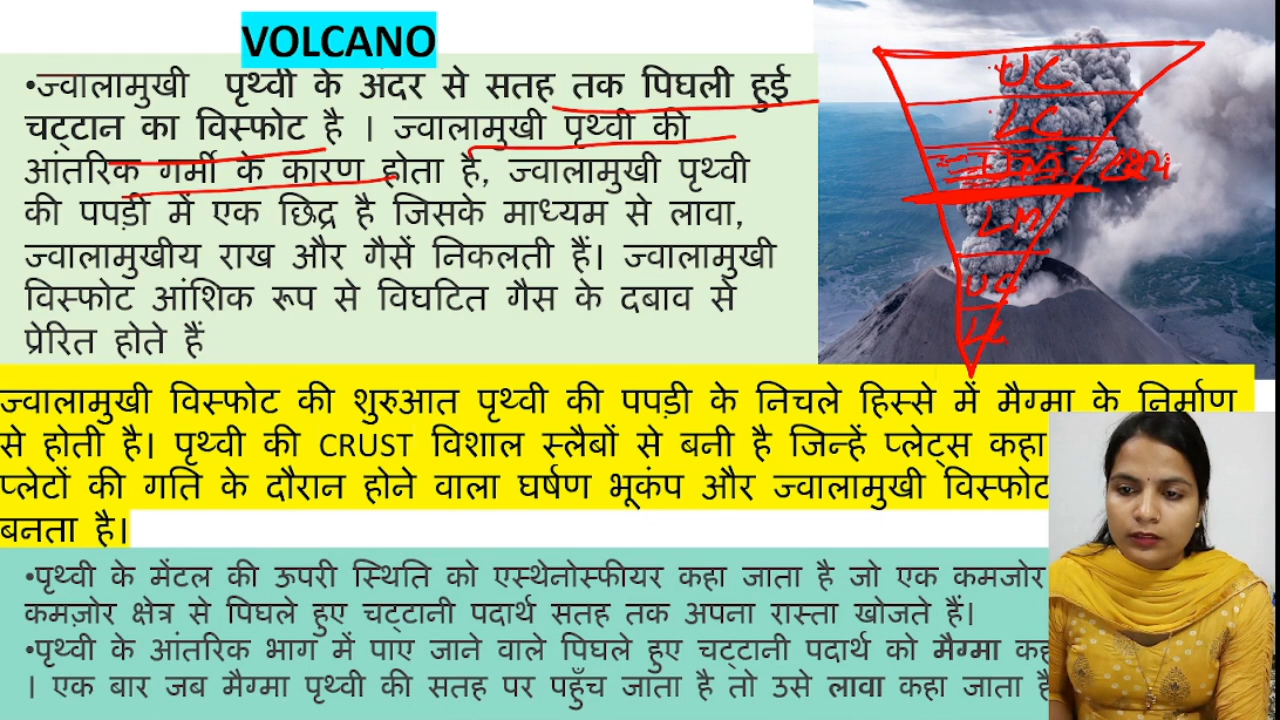 VOLCANO
•ज्वालामुखी पृथ्वी के अंदर से सतह तक पिघली हुई
चट्टान का विस्फोट है । ज्वालामुखी पृथ्वी की
आंतरिक गर्मी के कारण होता है, ज्वालामुखी पृथ्वी
की पपड़ी में एक छिद्र है जिसके माध्यम से लावा,
ज्वालामुखीय राख और गैसें निकलती हैं। ज्वालामुखी
विस्फोट आंशिक रूप से विघटित गैस के दबाव से
प्रेरित होते हैं
UC
LC
LM
ज्वालामुखी विस्फोट की शुरुआत पृथ्वी की पपड़ी के निचले हिस्से में मैग्मा के निर्माण
से होती है। पृथ्वी की CRUST विशाल स्लैबों से बनी है जिन्हें प्लेट्स कहा
प्लेटों की गति के दौरान होने वाला घर्षण भूकंप और ज्वालामुखी विस्फोट
बनता है।
•पृथ्वी के मेंटल की ऊपरी स्थिति को एस्थेनोस्फीयर कहा जाता है जो एक कमजोर
कमज़ोर क्षेत्र से पिघले हुए चट्टानी पदार्थ सतह तक अपना रास्ता खोजते हैं।
•पृथ्वी के आंतरिक भाग में पाए जाने वाले पिघले हुए चट्टानी पदार्थ को मैग्मा
। एक बार जब मैग्मा पृथ्वी की सतह पर पहुँच जाता है तो उसे लावा कहा जाता